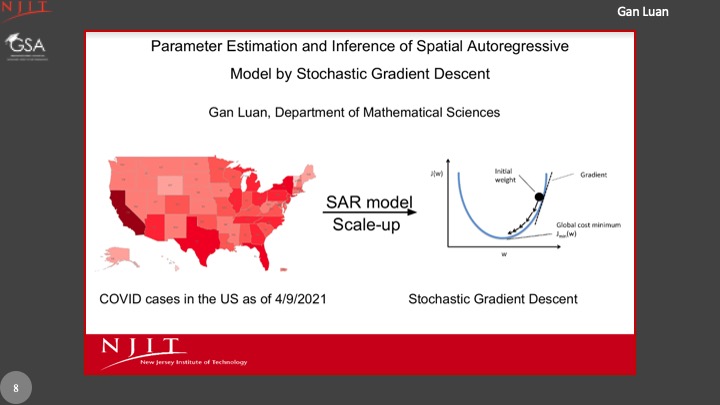 NJIT
Gan Luan
GSA
Parameter Estimation and Inference of Spatial Autoregressive
Model by Stochastic Gradient Descent
Gan Luan, Department of Mathematical Sciences
J(w)
Initial
weight
Gradient
SAR model
Scale-up
Global cost minimum
Jmin(w)
w
COVID cases in the US as of 4/9/2021
Stochastic Gradient Descent
NJIT
New Jersey Institute of Technology
8